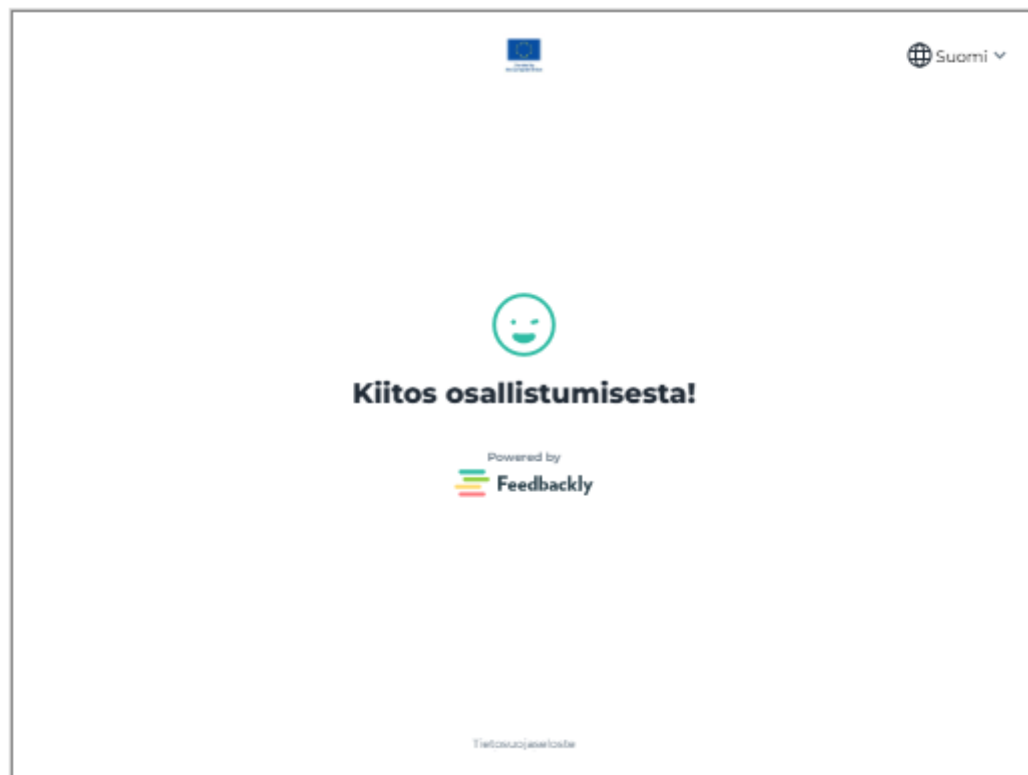 Suomi
Kiitos osallistumisesta!
Powered by
Feedbackly
Tietosuojaseloste